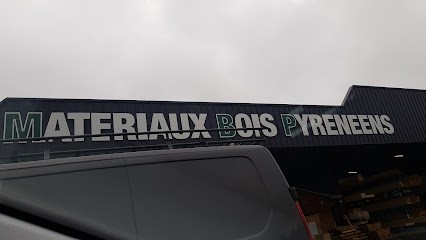 MATERIAUX BOIS PYRENEENS